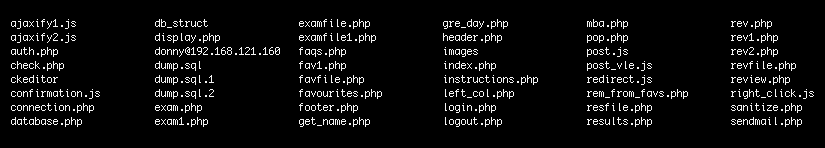 ajaxify1.js db_struct examfile.php gre_day.php mba.php rev.php
ajaxify2.js display.php examfile1.php header.php pop.php rev1.php
auth.php donny@192.168.121.160 faqs.php images post.js rev2.php
check.php dump.sql fav1.php index.php post_vle.js revfile.php
ckeditor dump.sql.1 favfile.php instructions.php redirect.js review.php
confirmation.js dump.sql.2 favourites.php left_col.php rem_from_favs.php right_click.js
connection.php exam.php footer.php login.php resfile.php sanitize.php
database.php exam1.php get_name.php logout.php results.php sendmail.php